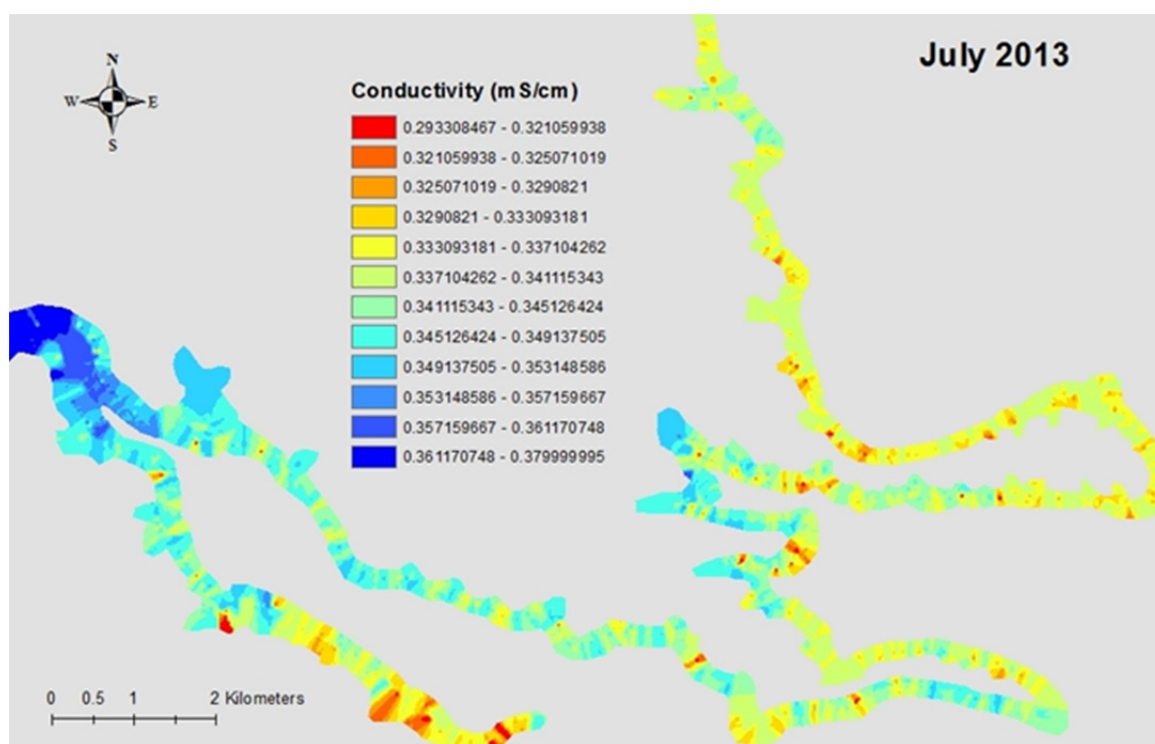 July 2013
N
W E
S
Conductivity (mS/cm)
0.293308467 - 0.321059938
0.321059938 - 0.325071019
0.325071019 - 0.3290821
0.3290821 - 0.333093181
0.333093181 - 0.337104262
0.337104262 - 0.341115343
0.341115343 - 0.345126424
0.345126424 - 0.349137505
0.349137505 - 0.353148586
0.353148586 - 0.357159667
0.357159667 - 0.361170748
0.361170748 - 0.379999995
0 0.5 1 2 Kilometers